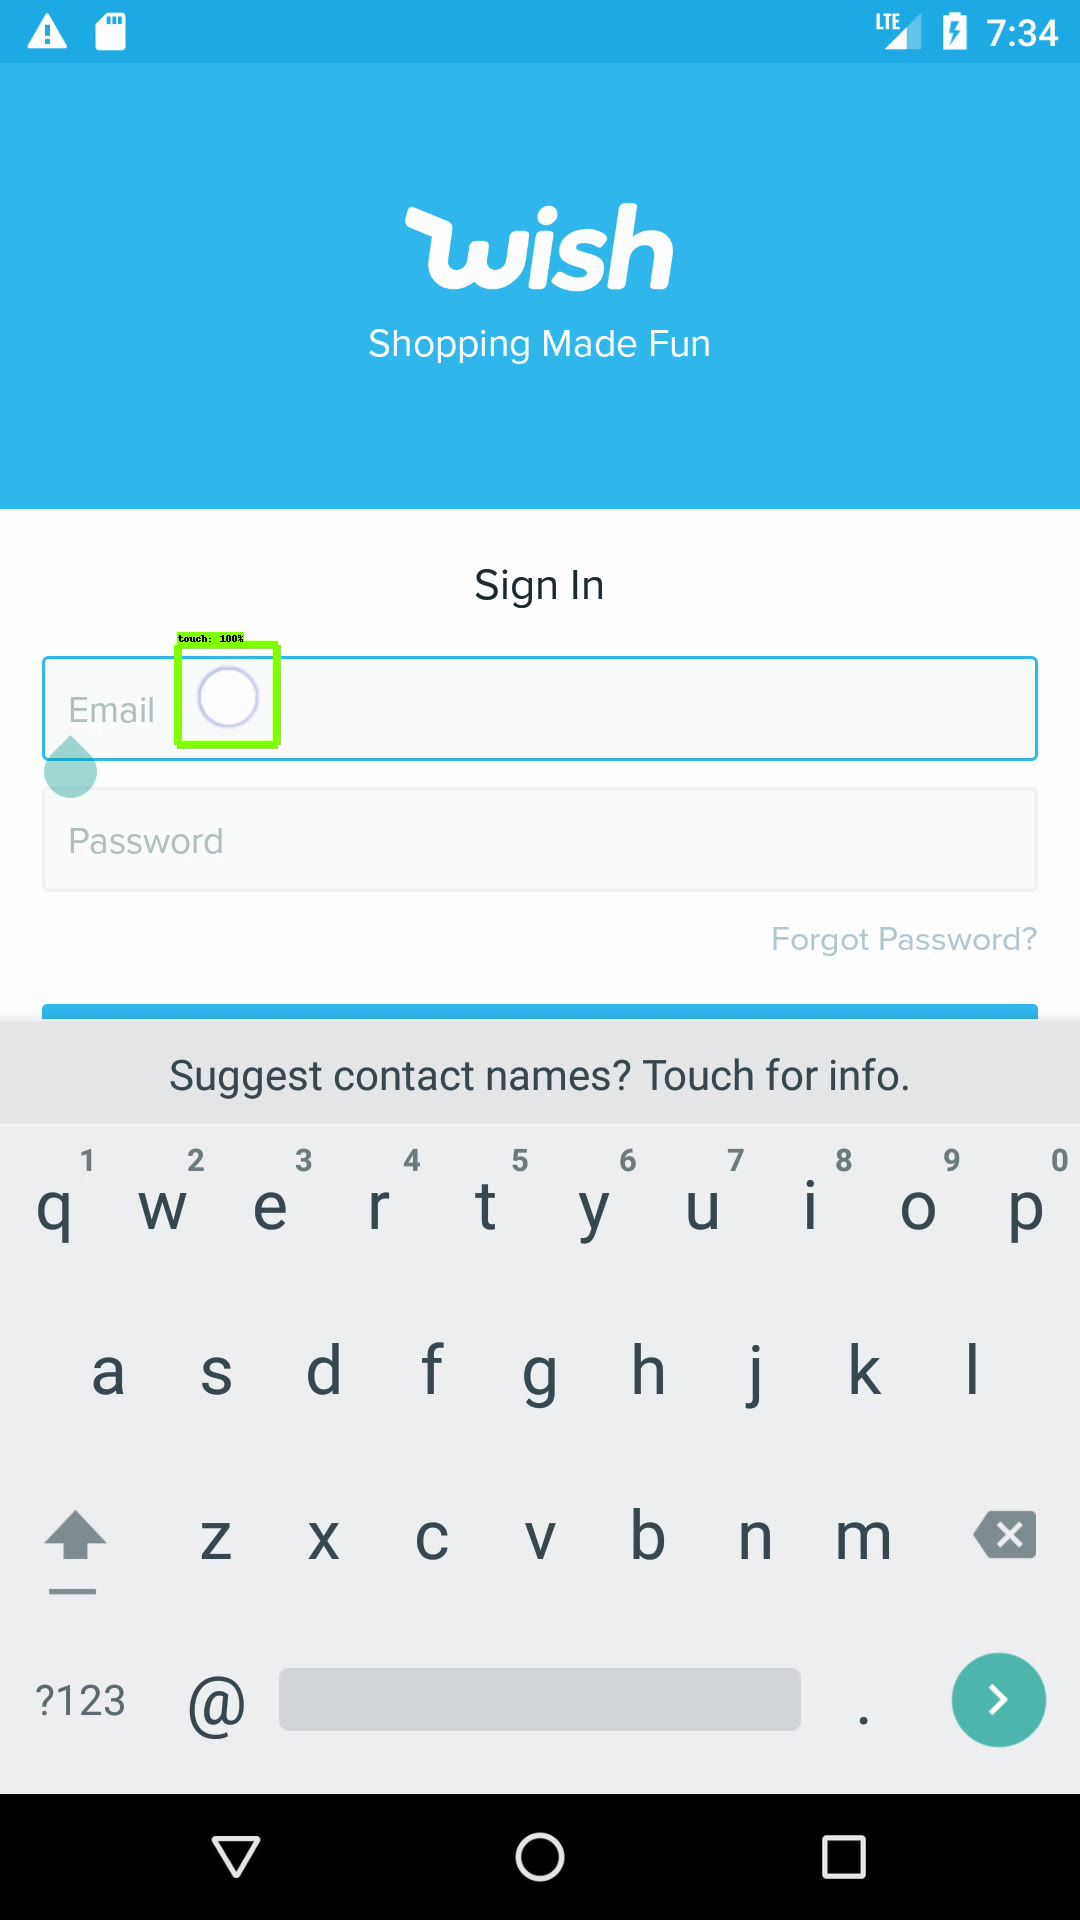 LTE 7:34
wish
Shopping Made Fun
Sign In
touch: 100%
Email
Password
Forgot Password?
Suggest contact names? Touch for info.
1 2 3 4 5 6 7 8 9 0
q w e r t y u i o p
a s d f g h j k l
z x c v b n m
?123 @ .